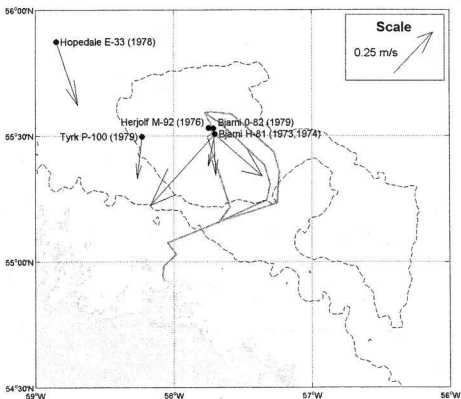 56°00'N
Scale
0.25 m/s
Hopedale E-33 (1978)
Herjolf M-92 (1976)
Bjarni 0-82 (1979)
55°30'N
Tyrk P-100 (1979)
Bjarni H-81 (1973,1974)
55°00'N
54°30'N
59°W
58°W
57°W
56°W